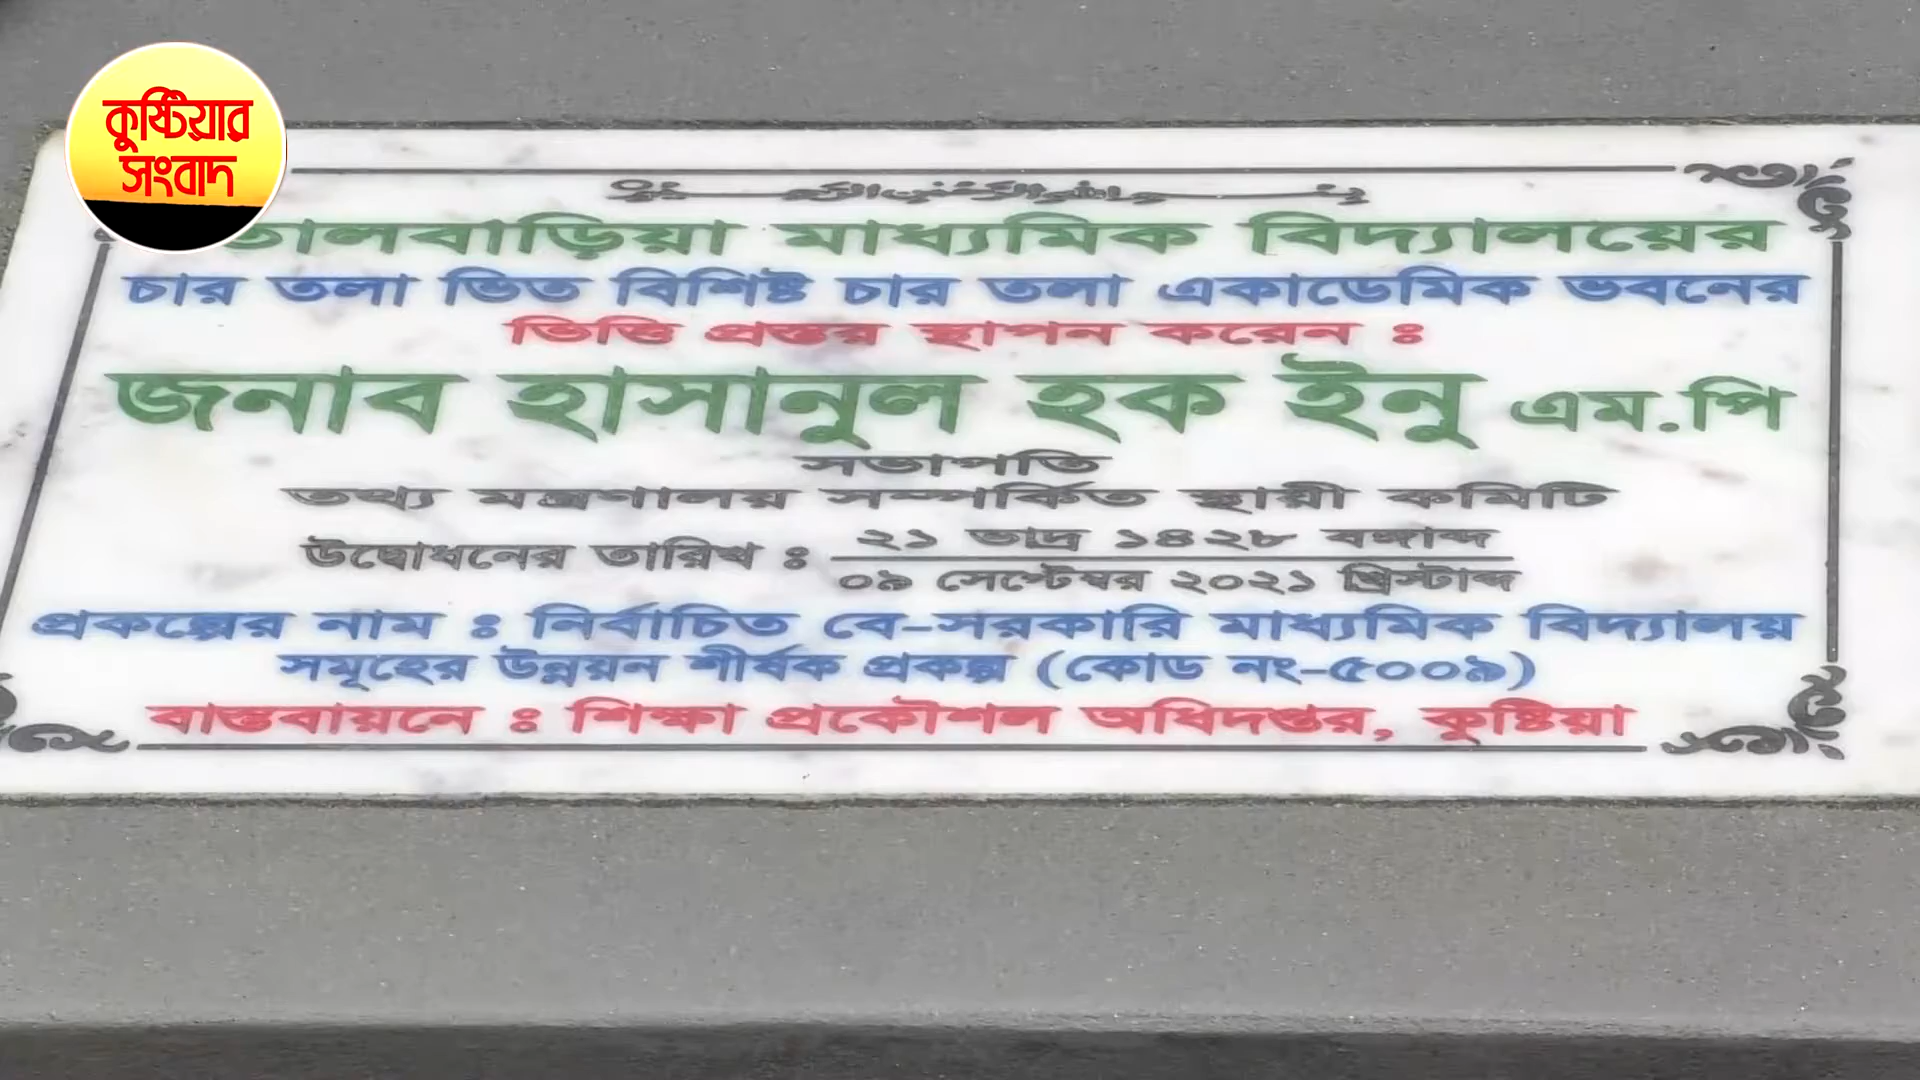 কুষ্টিয়ার
সংবাদ
তালবাড়িয়া মাধ্যমিক বিদ্যালয়ের
চার তলা ভিত বিশিষ্ট চার তলা একাডেমিক ভবনের
ভিত্তি প্রস্তর স্থাপন করেন ঃ
জনাব হাসানুল হক ইনু এম.পি
সভাপতি
তথ্য মন্ত্রণালয় সম্পর্কিত স্থায়ী কমিটি
উদ্বোধনের তারিখ ঃ ২১ ভাদ্র ১৪২৮ বঙ্গাব্দ
০৯ সেপ্টেম্বর ২০২১ খ্রিস্টাব্দ
প্রকল্পের নাম ঃ নির্বাচিত বে-সরকারি মাধ্যমিক বিদ্যালয়
সমূহের উন্নয়ন শীর্ষক প্রকল্প (কোড নং-৫০০৯)
বাস্তবায়নে ঃ শিক্ষা প্রকৌশল অধিদপ্তর, কুষ্টিয়া